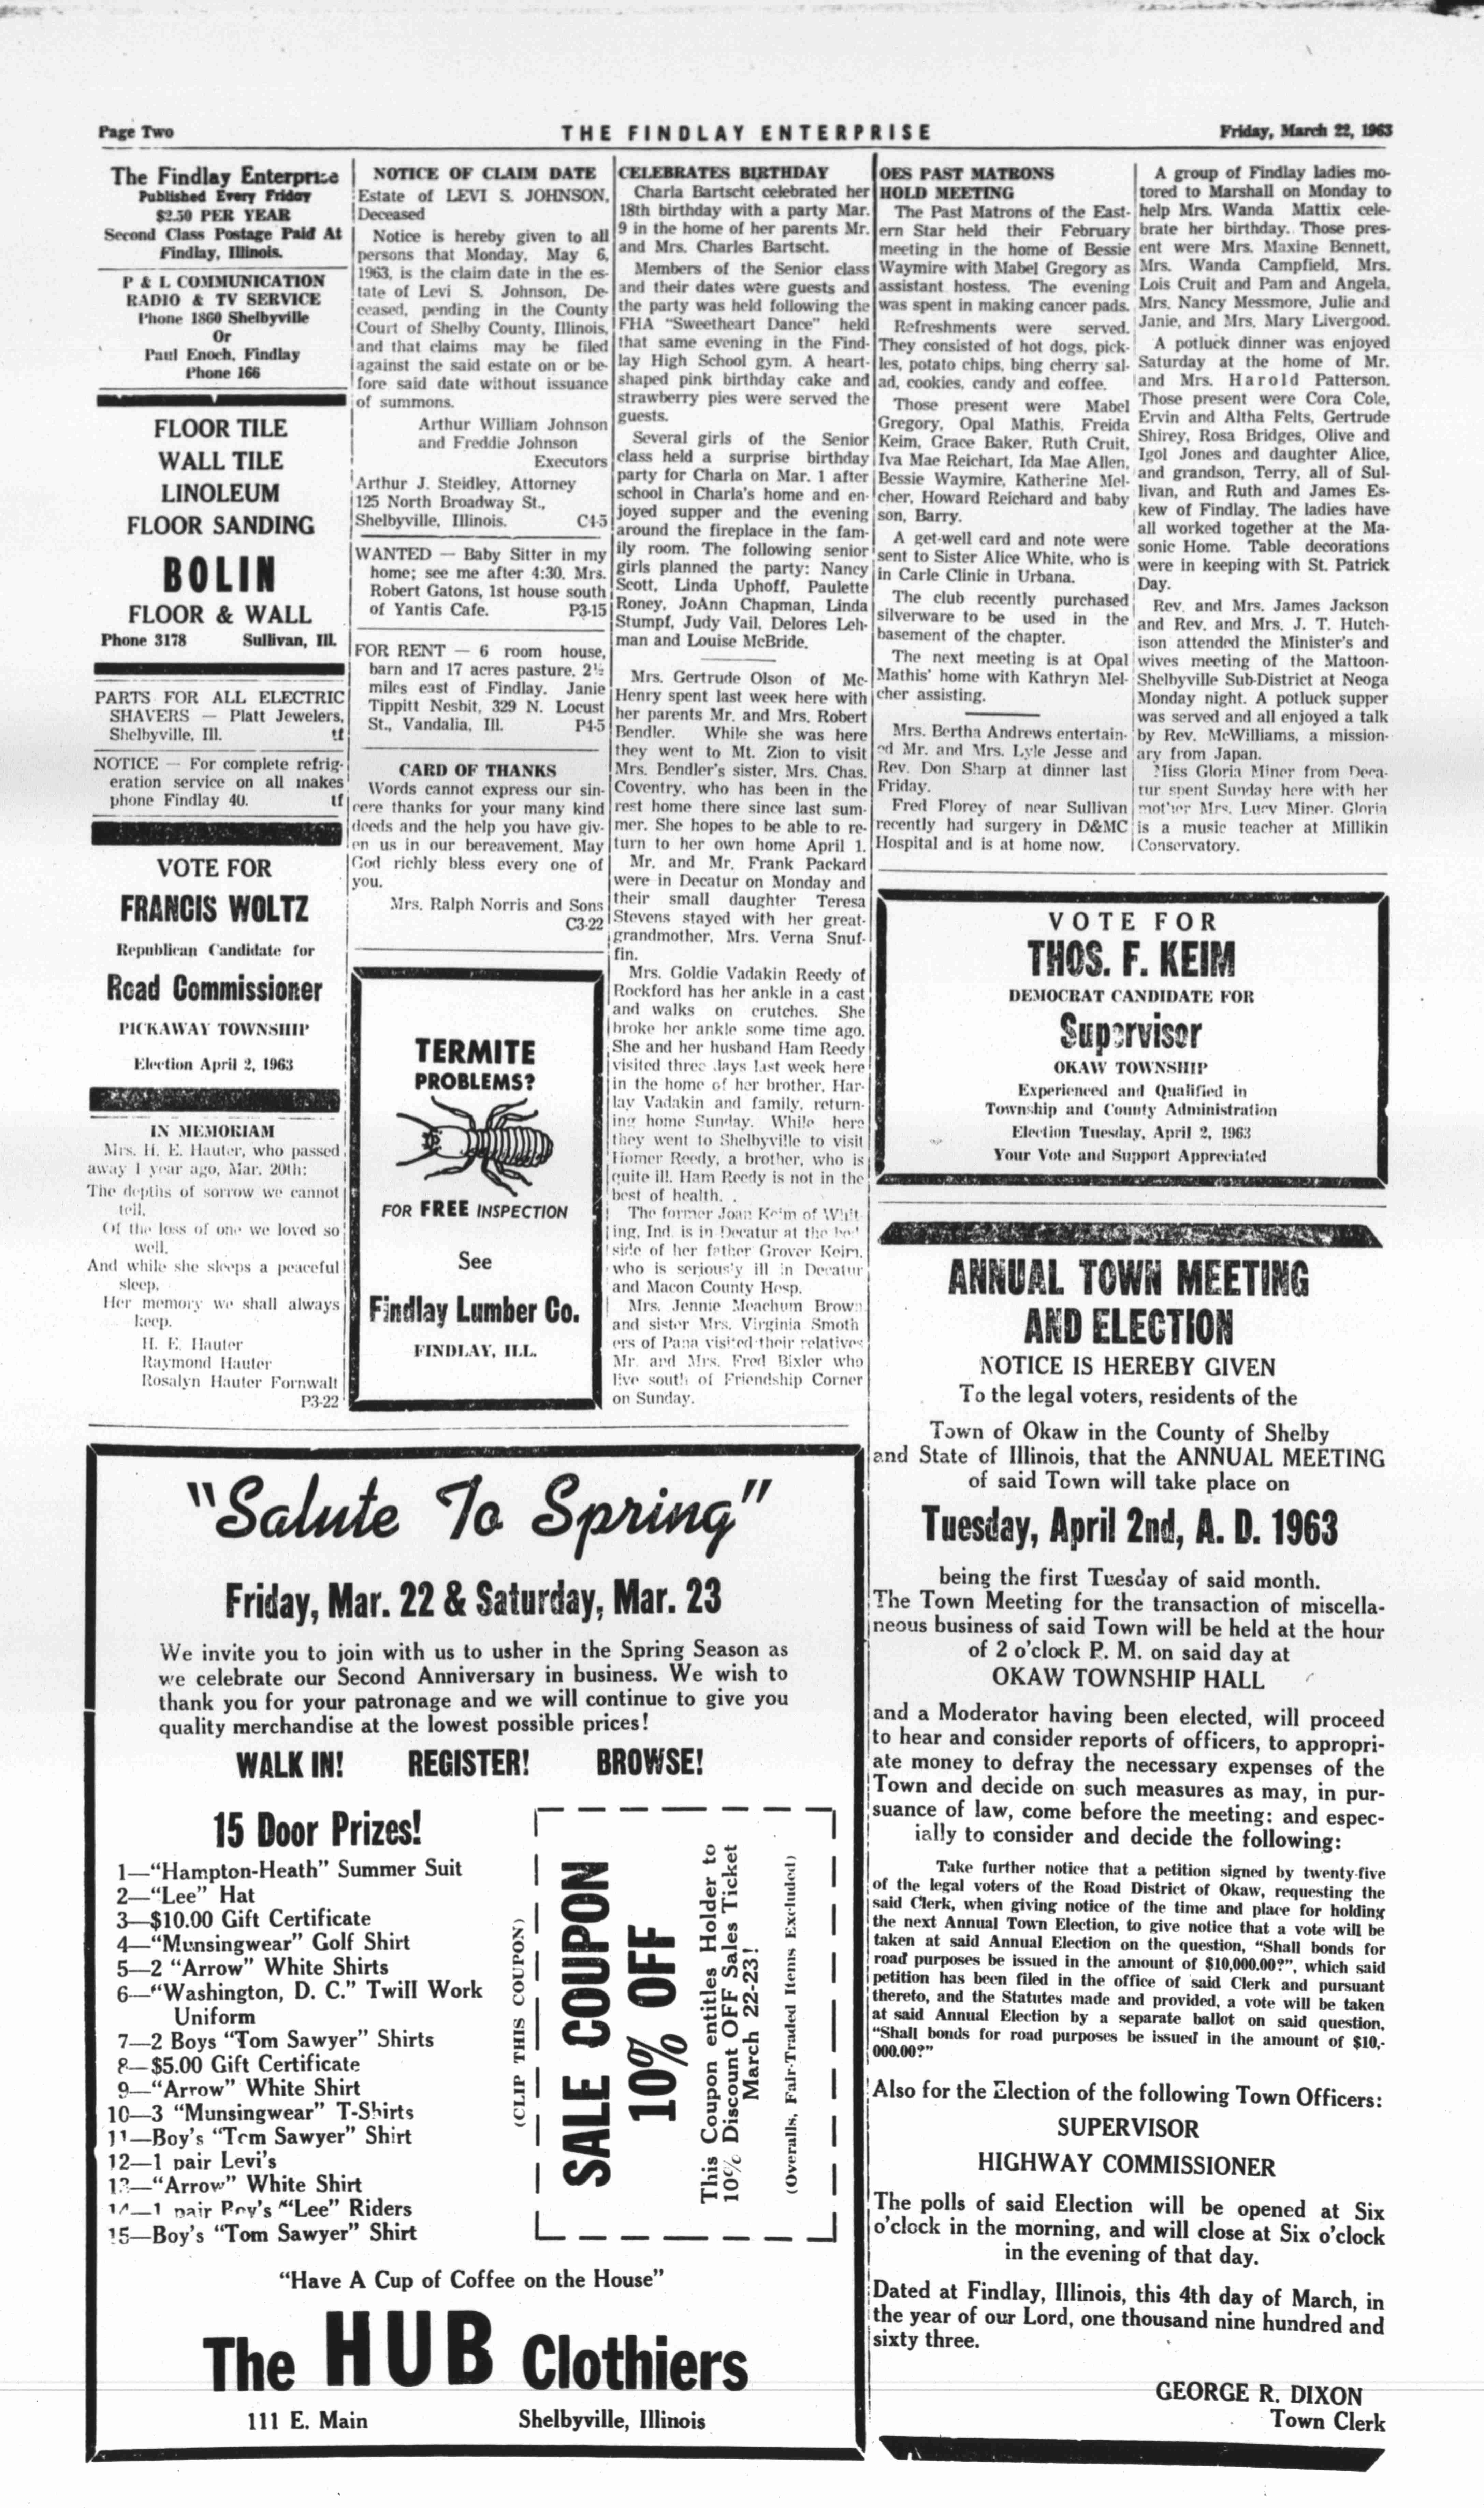 Page Two
THE FINDLAY ENTERPRISE
Friday, March 22, 1963
The Findlay Enterprise
Published Every Friday
$2.50 PER YEAR
Second Class Postage Paid At
Findlay, Illinois.
P & L COMMUNICATION
RADIO & TV SERVICE
Phone 1860 Shelbyville
Or
Paul Enoch, Findlay
Phone 166
FLOOR TILE
WALL TILE
LINOLEUM
FLOOR SANDING
BOLIN
FLOOR & WALL
Phone 3178 Sullivan, Ill.
PARTS FOR ALL ELECTRIC
SHAVERS — Platt Jewelers,
Shelbyville, Ill. tf
NOTICE — For complete refrig-
eration service on all makes
phone Findlay 40. tf
VOTE FOR
FRANCIS WOLTZ
Republican Candidate for
Road Commissioner
PICKAWAY TOWNSHIP
Election April 2, 1963
IN MEMORIAM
Mrs. H. E. Hauter, who passed
away 1 year ago, Mar. 20th:
The depths of sorrow we cannot
tell,
Of the loss of one we loved so
well,
And while she sleeps a peaceful
sleep,
Her memory we shall always
keep.
H. E. Hauter
Raymond Hauter
Rosalyn Hauter Fornwalt
P3-22
NOTICE OF CLAIM DATE
Estate of LEVI S. JOHNSON,
Deceased
Notice is hereby given to all
persons that Monday, May 6,
1963, is the claim date in the es-
tate of Levi S. Johnson, De-
ceased, pending in the County
Court of Shelby County, Illinois,
and that claims may be filed
against the said estate on or be-
fore said date without issuance
of summons.
Arthur William Johnson
and Freddie Johnson
Executors
Arthur J. Steidley, Attorney
125 North Broadway St.,
Shelbyville, Illinois. C4-5
WANTED — Baby Sitter in my
home; see me after 4:30. Mrs.
Robert Gatons, 1st house south
of Yantis Cafe. P3-15
FOR RENT — 6 room house,
barn and 17 acres pasture, 2½
miles east of Findlay. Janie
Tippitt Nesbit, 329 N. Locust
St., Vandalia, Ill. P4-5
CARD OF THANKS
Words cannot express our sin-
cere thanks for your many kind
deeds and the help you have giv-
en us in our bereavement. May
God richly bless every one of
you.
Mrs. Ralph Norris and Sons
C3-22
TERMITE
PROBLEMS?
FOR FREE INSPECTION
See
Findlay Lumber Co.
FINDLAY, ILL.
CELEBRATES BIRTHDAY
Charla Bartscht celebrated her
18th birthday with a party Mar.
9 in the home of her parents Mr.
and Mrs. Charles Bartscht.
Members of the Senior class
and their dates were guests and
the party was held following the
FHA "Sweetheart Dance" held
that same evening in the Find-
lay High School gym. A heart-
shaped pink birthday cake and
strawberry pies were served the
guests.
Several girls of the Senior
class held a surprise birthday
party for Charla on Mar. 1 after
school in Charla's home and en-
joyed supper and the evening
around the fireplace in the fam-
ily room. The following senior
girls planned the party: Nancy
Scott, Linda Uphoff, Paulette
Roney, JoAnn Chapman, Linda
Stumpf, Judy Vail, Delores Leh-
man and Louise McBride.
Mrs. Gertrude Olson of Mc-
Henry spent last week here with
her parents Mr. and Mrs. Robert
Bendler. While she was here
they went to Mt. Zion to visit
Mrs. Bendler's sister, Mrs. Chas.
Coventry, who has been in the
rest home there since last sum-
mer. She hopes to be able to re-
turn to her own home April 1.
Mr. and Mr. Frank Packard
were in Decatur on Monday and
their small daughter Teresa
Stevens stayed with her great-
grandmother, Mrs. Verna Snuf-
fin.
Mrs. Goldie Vadakin Reedy of
Rockford has her ankle in a cast
and walks on crutches. She
broke her ankle some time ago.
She and her husband Ham Reedy
visited three days last week here
in the home of her brother, Har-
lay Vadakin and family, return-
ing home Sunday. While here
they went to Shelbyville to visit
Homer Reedy, a brother, who is
quite ill. Ham Reedy is not in the
best of health.
The former Joan Keim of Whit-
ing, Ind. is in Decatur at the bed
side of her father Grover Keim,
who is seriously ill in Decatur
and Macon County Hosp.
Mrs. Jennie Meachum Brown
and sister Mrs. Virginia Smoth
ers of Pana visited their relatives
Mr. and Mrs. Fred Bixler who
live south of Friendship Corner
on Sunday.
OES PAST MATRONS
HOLD MEETING
The Past Matrons of the East-
ern Star held their February
meeting in the home of Bessie
Waymire with Mabel Gregory as
assistant hostess. The evening
was spent in making cancer pads.
Refreshments were served.
They consisted of hot dogs, pick-
les, potato chips, bing cherry sal-
ad, cookies, candy and coffee.
Those present were Mabel
Gregory, Opal Mathis, Freida
Keim, Grace Baker, Ruth Cruit,
Iva Mae Reichart, Ida Mae Allen,
Bessie Waymire, Katherine Mel-
cher, Howard Reichard and baby
son, Barry.
A get-well card and note were
sent to Sister Alice White, who is
in Carle Clinic in Urbana.
The club recently purchased
silverware to be used in the
basement of the chapter.
The next meeting is at Opal
Mathis' home with Kathryn Mel-
cher assisting.
Mrs. Bertha Andrews entertain-
ed Mr. and Mrs. Lyle Jesse and
Rev. Don Sharp at dinner last
Friday.
Fred Florey of near Sullivan
recently had surgery in D&MC
Hospital and is at home now.
A group of Findlay ladies mo-
tored to Marshall on Monday to
help Mrs. Wanda Mattix cele-
brate her birthday. Those pres-
ent were Mrs. Maxine Bennett,
Mrs. Wanda Campfield, Mrs.
Lois Cruit and Pam and Angela,
Mrs. Nancy Messmore, Julie and
Janie, and Mrs. Mary Livergood.
A potluck dinner was enjoyed
Saturday at the home of Mr.
and Mrs. Harold Patterson.
Those present were Cora Cole,
Ervin and Altha Felts, Gertrude
Shirey, Rosa Bridges, Olive and
Igol Jones and daughter Alice,
and grandson, Terry, all of Sul-
livan, and Ruth and James Es-
kew of Findlay. The ladies have
all worked together at the Ma-
sonic Home. Table decorations
were in keeping with St. Patrick
Day.
Rev. and Mrs. James Jackson
and Rev. and Mrs. J. T. Hutch-
ison attended the Minister's and
wives meeting of the Mattoon-
Shelbyville Sub-District at Neoga
Monday night. A potluck supper
was served and all enjoyed a talk
by Rev. McWilliams, a mission-
ary from Japan.
Miss Gloria Miner from Deca-
tur spent Sunday here with her
mother Mrs. Lucy Miner. Gloria
is a music teacher at Millikin
Conservatory.
VOTE FOR
THOS. F. KEIM
DEMOCRAT CANDIDATE FOR
Supervisor
OKAW TOWNSHIP
Experienced and Qualified in
Township and County Administration
Election Tuesday, April 2, 1963
Your Vote and Support Appreciated
ANNUAL TOWN MEETING
AND ELECTION
NOTICE IS HEREBY GIVEN
To the legal voters, residents of the
Town of Okaw in the County of Shelby
and State of Illinois, that the ANNUAL MEETING
of said Town will take place on
Tuesday, April 2nd, A. D. 1963
being the first Tuesday of said month.
The Town Meeting for the transaction of miscella-
neous business of said Town will be held at the hour
of 2 o'clock P. M. on said day at
OKAW TOWNSHIP HALL
and a Moderator having been elected, will proceed
to hear and consider reports of officers, to appropri-
ate money to defray the necessary expenses of the
Town and decide on such measures as may, in pur-
suance of law, come before the meeting: and espec-
ially to consider and decide the following:
Take further notice that a petition signed by twenty-five
of the legal voters of the Road District of Okaw, requesting the
said Clerk, when giving notice of the time and place for holding
the next Annual Town Election, to give notice that a vote will be
taken at said Annual Election on the question, "Shall bonds for
road purposes be issued in the amount of $10,000.00?", which said
petition has been filed in the office of said Clerk and pursuant
thereto, and the Statutes made and provided, a vote will be taken
at said Annual Election by a separate ballot on said question,
"Shall bonds for road purposes be issued in the amount of $10,-
000.00?"
Also for the Election of the following Town Officers:
SUPERVISOR
HIGHWAY COMMISSIONER
The polls of said Election will be opened at Six
o'clock in the morning, and will close at Six o'clock
in the evening of that day.
Dated at Findlay, Illinois, this 4th day of March, in
the year of our Lord, one thousand nine hundred and
sixty three.
GEORGE R. DIXON
Town Clerk
"Salute To Spring"
Friday, Mar. 22 & Saturday, Mar. 23
We invite you to join with us to usher in the Spring Season as
we celebrate our Second Anniversary in business. We wish to
thank you for your patronage and we will continue to give you
quality merchandise at the lowest possible prices!
WALK IN! REGISTER! BROWSE!
15 Door Prizes!
1—"Hampton-Heath" Summer Suit
2—"Lee" Hat
3—$10.00 Gift Certificate
4—"Munsingwear" Golf Shirt
5—2 "Arrow" White Shirts
6—"Washington, D. C." Twill Work
Uniform
7—2 Boys "Tom Sawyer" Shirts
8—$5.00 Gift Certificate
9—"Arrow" White Shirt
10—3 "Munsingwear" T-Shirts
11—Boy's "Tom Sawyer" Shirt
12—1 pair Levi's
13—"Arrow" White Shirt
14—1 pair Boy's "Lee" Riders
15—Boy's "Tom Sawyer" Shirt
(CLIP THIS COUPON)
SALE COUPON
10% OFF
This Coupon entitles Holder to
10% Discount OFF Sales Ticket
March 22-23!
(Overalls, Fair-Traded Items Excluded)
"Have A Cup of Coffee on the House"
The HUB Clothiers
111 E. Main Shelbyville, Illinois